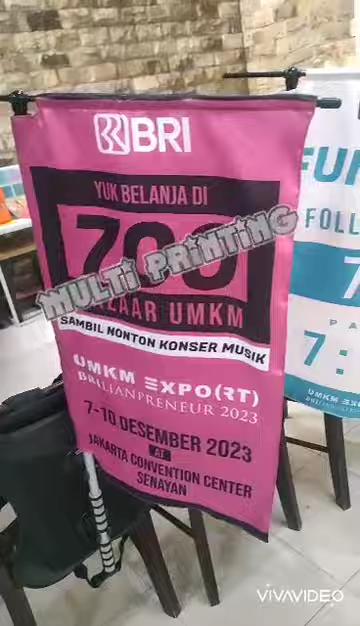 BRI
YUK BELANJA DI
700
BAZAAR UMKM
MULTI PRINTING
SAMBIL NONTON KONSER MUSIK
UMKM EXPO(RT)
BRILIANPRENEUR 2023
7-10 DESEMBER 2023
AT
JAKARTA CONVENTION CENTER
SENAYAN
FOLL
7
7:
VIVAVIDEO